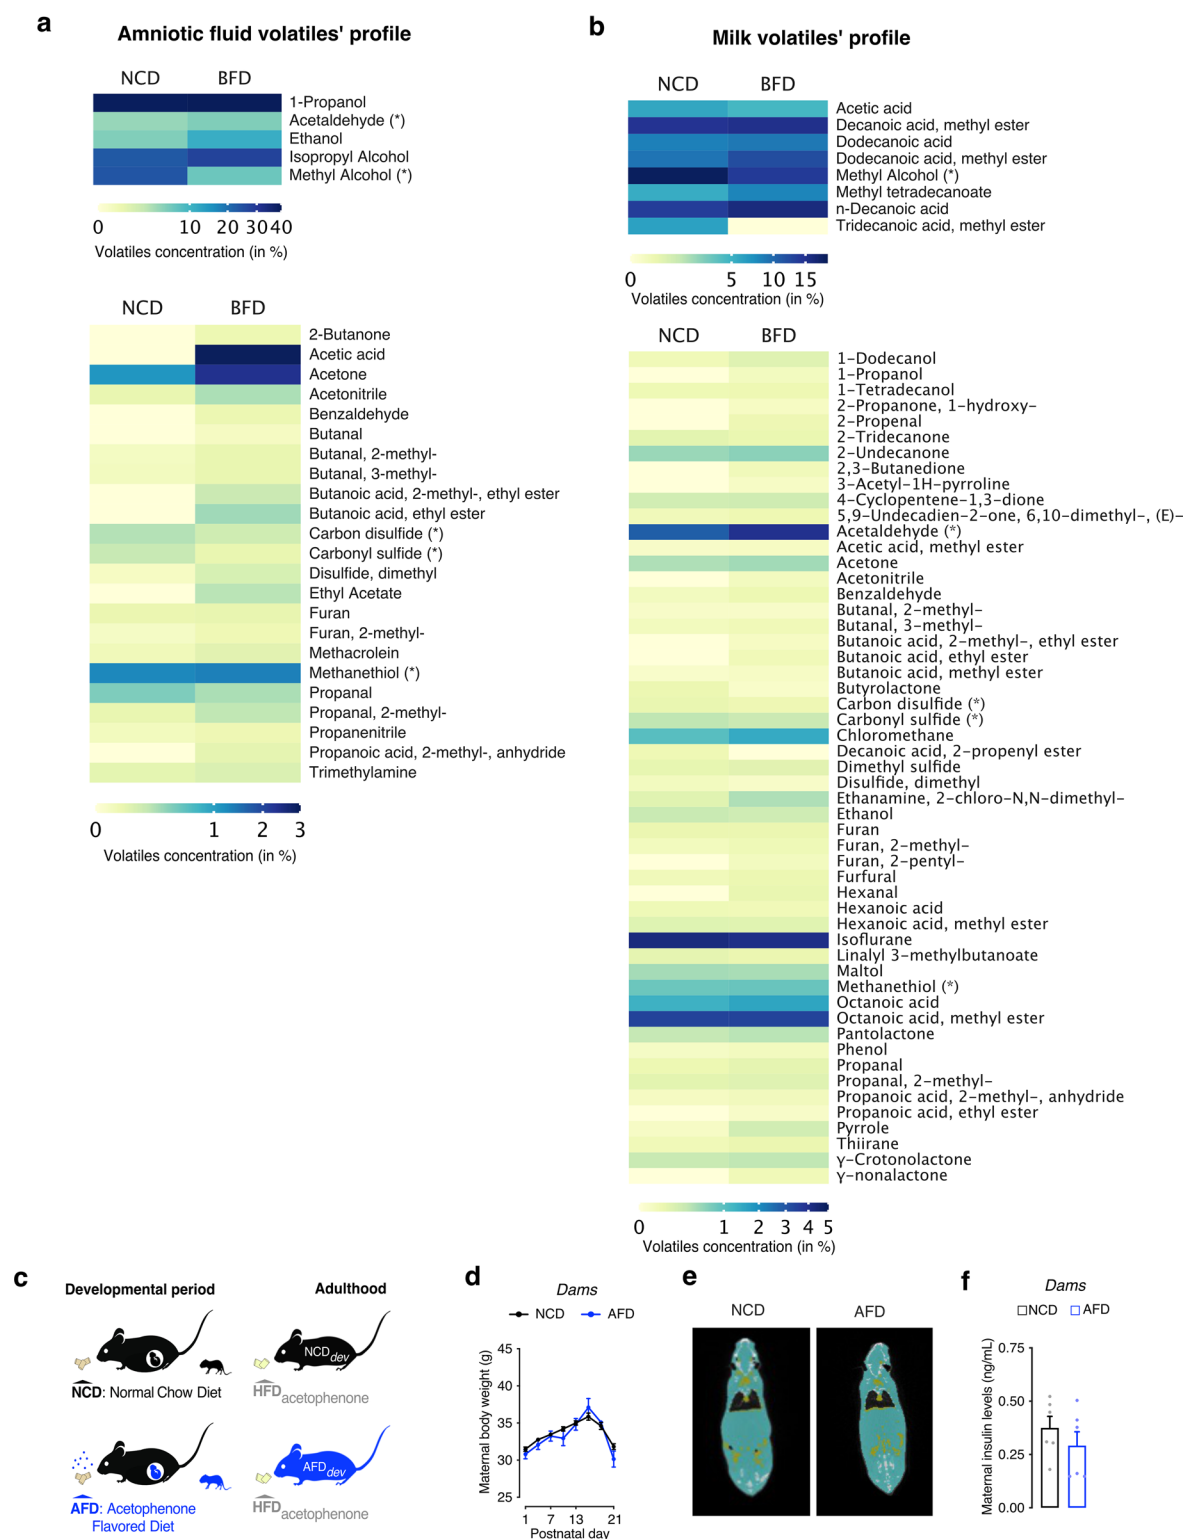 a
Amniotic fluid volatiles' profile
NCD BFD
1-Propanol
Acetaldehyde (*)
Ethanol
Isopropyl Alcohol
Methyl Alcohol (*)
0 10 20 30 40
Volatiles concentration (in %)
NCD BFD
2-Butanone
Acetic acid
Acetone
Acetonitrile
Benzaldehyde
Butanal
Butanal, 2-methyl-
Butanal, 3-methyl-
Butanoic acid, 2-methyl-, ethyl ester
Butanoic acid, ethyl ester
Carbon disulfide (*)
Carbonyl sulfide (*)
Disulfide, dimethyl
Ethyl Acetate
Furan
Furan, 2-methyl-
Methacrolein
Methanethiol (*)
Propanal
Propanal, 2-methyl-
Propanenitrile
Propanoic acid, 2-methyl-, anhydride
Trimethylamine
0 1 2 3
Volatiles concentration (in %)
b
Milk volatiles' profile
NCD BFD
Acetic acid
Decanoic acid, methyl ester
Dodecanoic acid
Dodecanoic acid, methyl ester
Methyl Alcohol (*)
Methyl tetradecanoate
n-Decanoic acid
Tridecanoic acid, methyl ester
0 5 10 15
Volatiles concentration (in %)
NCD BFD
1-Dodecanol
1-Propanol
1-Tetradecanol
2-Propanone, 1-hydroxy-
2-Propenal
2-Tridecanone
2-Undecanone
2,3-Butanedione
3-Acetyl-1H-pyrroline
4-Cyclopentene-1,3-dione
5,9-Undecadien-2-one, 6,10-dimethyl-, (E)-
Acetaldehyde (*)
Acetic acid, methyl ester
Acetone
Acetonitrile
Benzaldehyde
Butanal, 2-methyl-
Butanal, 3-methyl-
Butanoic acid, 2-methyl-, ethyl ester
Butanoic acid, ethyl ester
Butanoic acid, methyl ester
Butyrolactone
Carbon disulfide (*)
Carbonyl sulfide (*)
Chloromethane
Decanoic acid, 2-propenyl ester
Dimethyl sulfide
Disulfide, dimethyl
Ethanamine, 2-chloro-N,N-dimethyl-
Ethanol
Furan
Furan, 2-methyl-
Furan, 2-pentyl-
Furfural
Hexanal
Hexanoic acid
Hexanoic acid, methyl ester
Isoflurane
Linalyl 3-methylbutanoate
Maltol
Methanethiol (*)
Octanoic acid
Octanoic acid, methyl ester
Pantolactone
Phenol
Propanal
Propanal, 2-methyl-
Propanoic acid, 2-methyl-, anhydride
Propanoic acid, ethyl ester
Pyrrole
Thiirane
γ-Crotonolactone
γ-nonalactone
0 1 2 3 4 5
Volatiles concentration (in %)
c
Developmental period Adulthood
NCDdev
NCD: Normal Chow Diet
HFDacetophenone
AFDdev
AFD: Acetophenone
Flavored Diet
HFDacetophenone
d
Dams
NCD AFD
Maternal body weight (g)
45
40
35
30
25
1 7 13 21
Postnatal day
e
NCD AFD
f
Dams
NCD AFD
Maternal insulin levels (ng/mL)
0.75
0.50
0.25
0.00